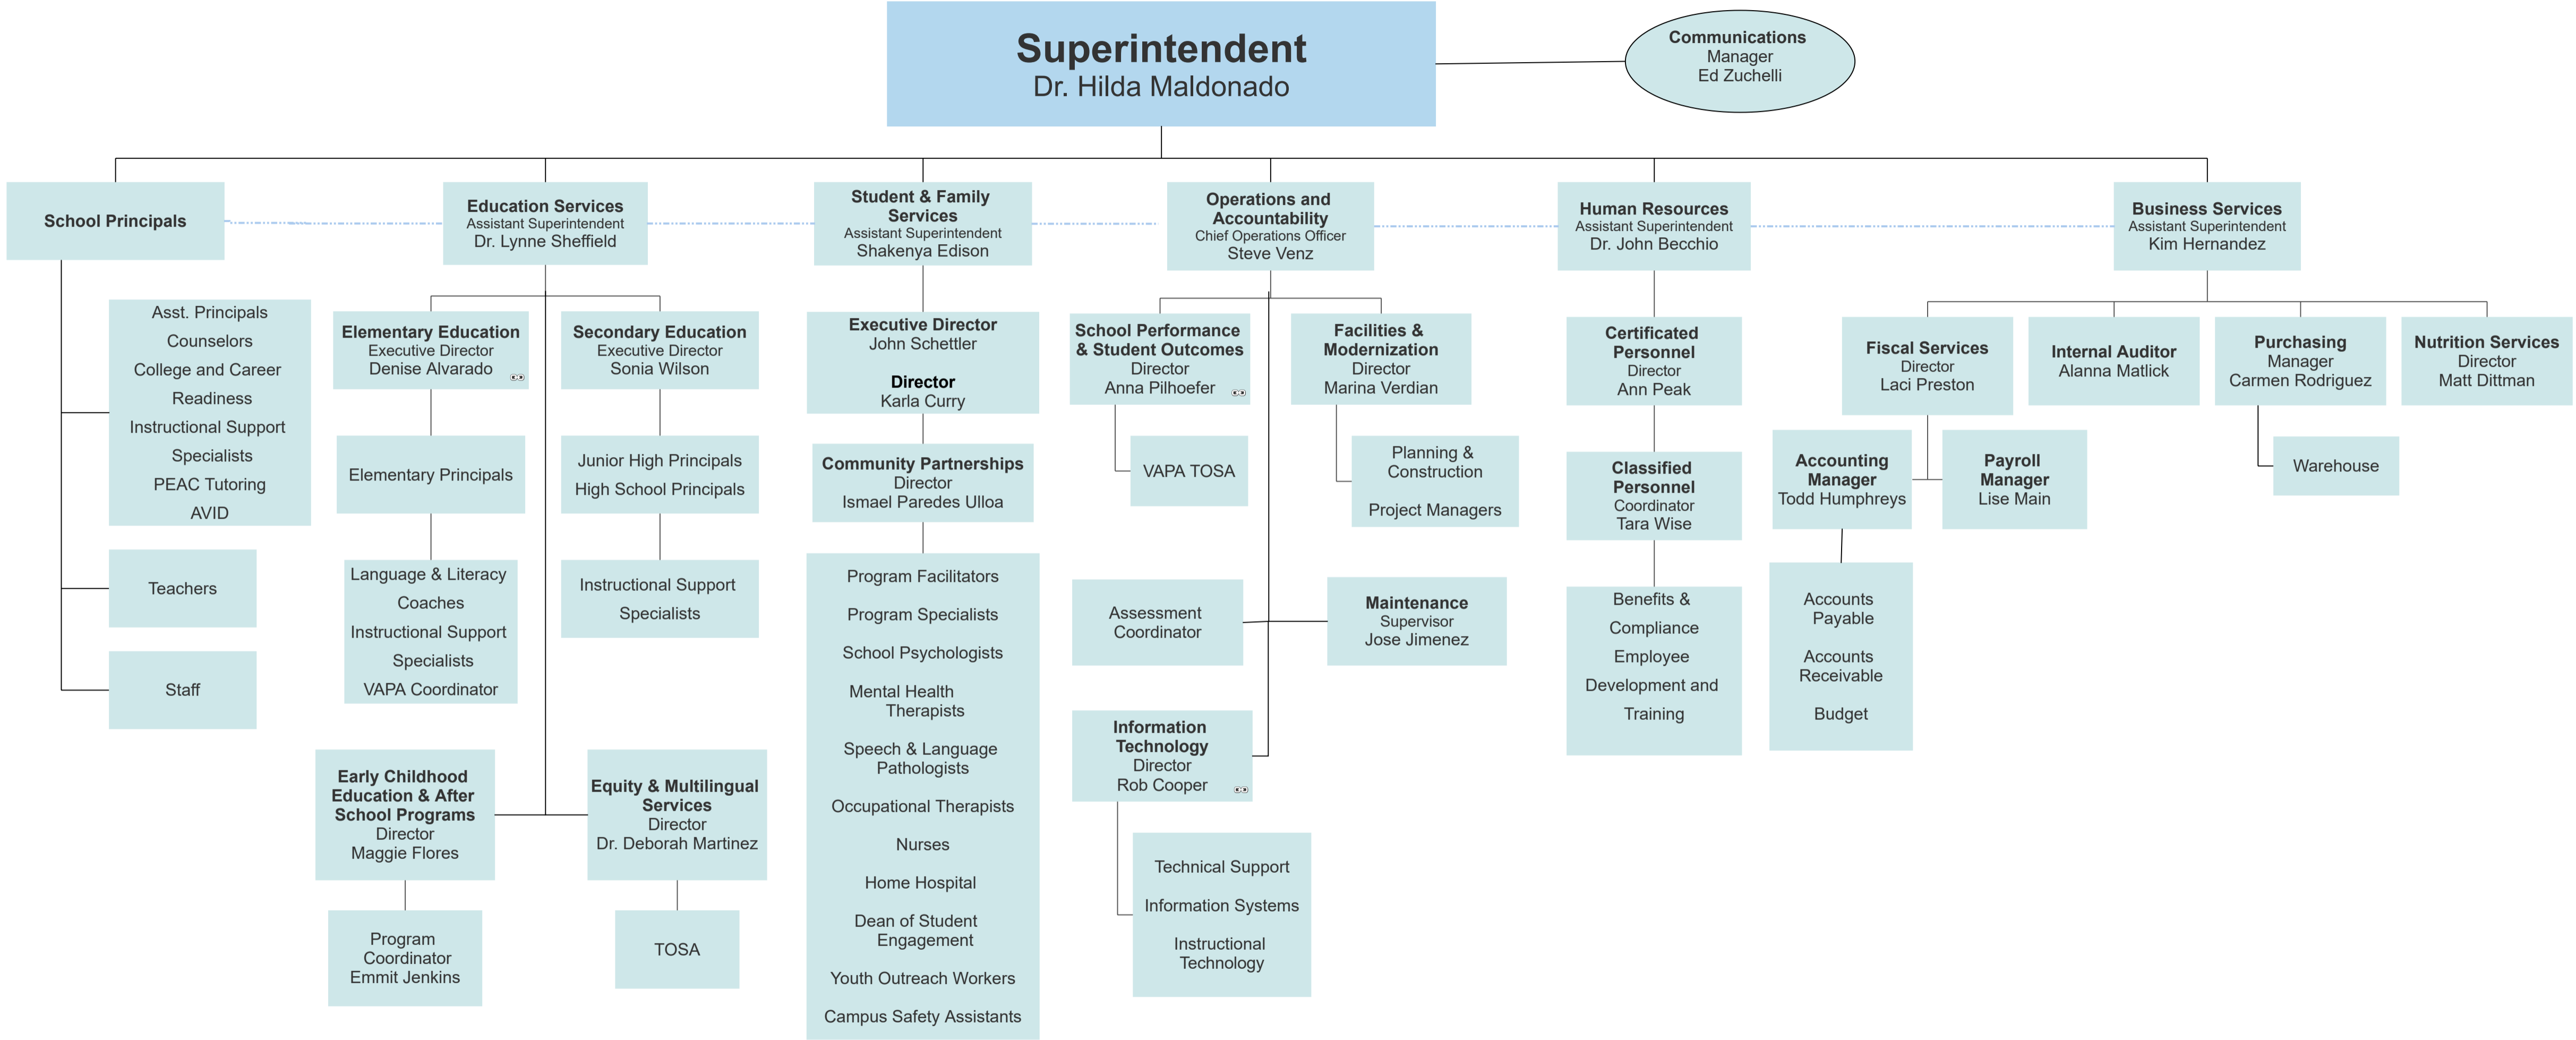 Superintendent
Dr. Hilda Maldonado
Communications
Manager
Ed Zuchelli
School Principals
Education Services
Assistant Superintendent
Dr. Lynne Sheffield
Student & Family
Services
Assistant Superintendent
Shakenya Edison
Operations and
Accountability
Chief Operations Officer
Steve Venz
Human Resources
Assistant Superintendent
Dr. John Becchio
Business Services
Assistant Superintendent
Kim Hernandez
Asst. Principals
Counselors
College and Career
Readiness
Instructional Support
Specialists
PEAC Tutoring
AVID
Teachers
Staff
Elementary Education
Executive Director
Denise Alvarado
Secondary Education
Executive Director
Sonia Wilson
Elementary Principals
Junior High Principals
High School Principals
Language & Literacy
Coaches
Instructional Support
Specialists
VAPA Coordinator
Instructional Support
Specialists
Early Childhood
Education & After
School Programs
Director
Maggie Flores
Equity & Multilingual
Services
Director
Dr. Deborah Martinez
Program
Coordinator
Emmit Jenkins
TOSA
Executive Director
John Schettler
Director
Karla Curry
Community Partnerships
Director
Ismael Paredes Ulloa
Program Facilitators
Program Specialists
School Psychologists
Mental Health
Therapists
Speech & Language
Pathologists
Occupational Therapists
Nurses
Home Hospital
Dean of Student
Engagement
Youth Outreach Workers
Campus Safety Assistants
School Performance
& Student Outcomes
Director
Anna Pilhoefer
Facilities &
Modernization
Director
Marina Verdian
VAPA TOSA
Planning &
Construction
Project Managers
Assessment
Coordinator
Maintenance
Supervisor
Jose Jimenez
Information
Technology
Director
Rob Cooper
Technical Support
Information Systems
Instructional
Technology
Certificated
Personnel
Director
Ann Peak
Classified
Personnel
Coordinator
Tara Wise
Benefits &
Compliance
Employee
Development and
Training
Fiscal Services
Director
Laci Preston
Internal Auditor
Alanna Matlick
Purchasing
Manager
Carmen Rodriguez
Nutrition Services
Director
Matt Dittman
Accounting
Manager
Todd Humphreys
Payroll
Manager
Lise Main
Warehouse
Accounts
Payable
Accounts
Receivable
Budget